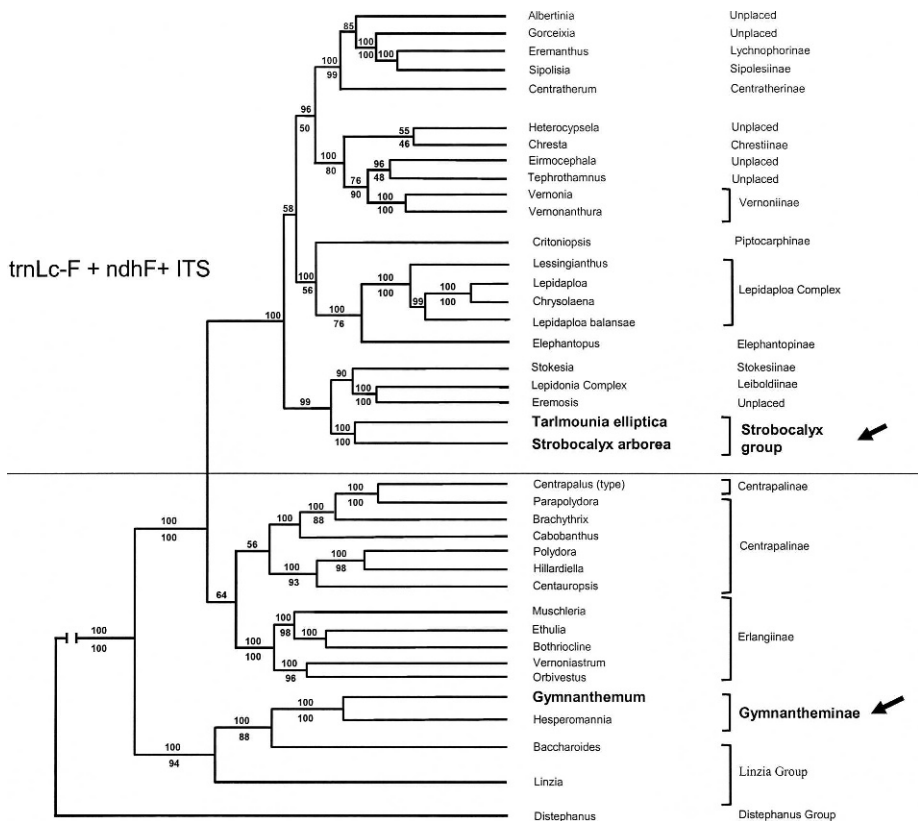 Albertinia Unplaced
85
Gorceixia Unplaced
100
100
Eremanthus Lychnophorinae
100
100
99
Sipolisia Sipolesiinae
Centratherum Centratherinae
96
50
Heterocypsela Unplaced
55
46
Chresta Chrestiinae
100
80
Eirmocephala Unplaced
96
48
Tephrothamnus Unplaced
76
90
Vernonia
100
100
Vernoniinae
Vernonanthura
58
Critoniopsis Piptocarphinae
trnLc-F + ndhF+ ITS
Lessingianthus
100
56
100
100
Lepidaploa
100
100
99
Lepidaploa Complex
Chrysolaena
100
76
Lepidaploa balansae
100
Elephantopus Elephantopinae
Stokesia Stokesiinae
90
Lepidonia Complex Leiboldiinae
100
100
Eremosis Unplaced
99
Tarlmounia elliptica
100
100
Strobocalyx group
Strobocalyx arborea
Centrapalus (type) Centrapalinae
100
100
Parapolydora
100
88
Brachythrix
100
Cabobanthus
100
100
56
Centrapalinae
Polydora
100
98
Hillardiella
100
93
Centauropsis
64
Muschleria
100
98
Ethulia
100
Erlangiinae
Bothriocline
100
100
Vernoniastrum
100
96
Orbivestus
100
100
Gymnanthemum
100
100
Gymnantheminae
Hesperomannia
100
88
Baccharoides
100
94
Linzia Group
Linzia
Distephanus Distephanus Group